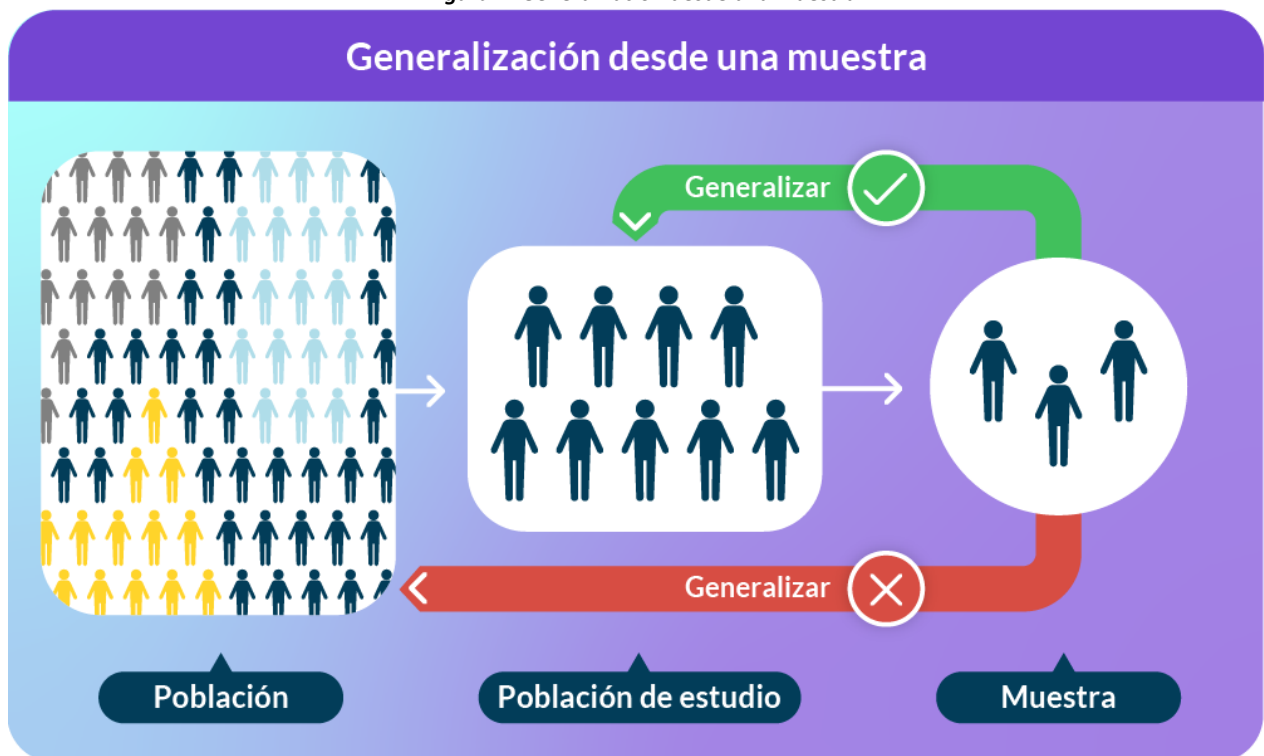 Generalización desde una muestra
Generalizar
Generalizar
Población
Población de estudio
Muestra